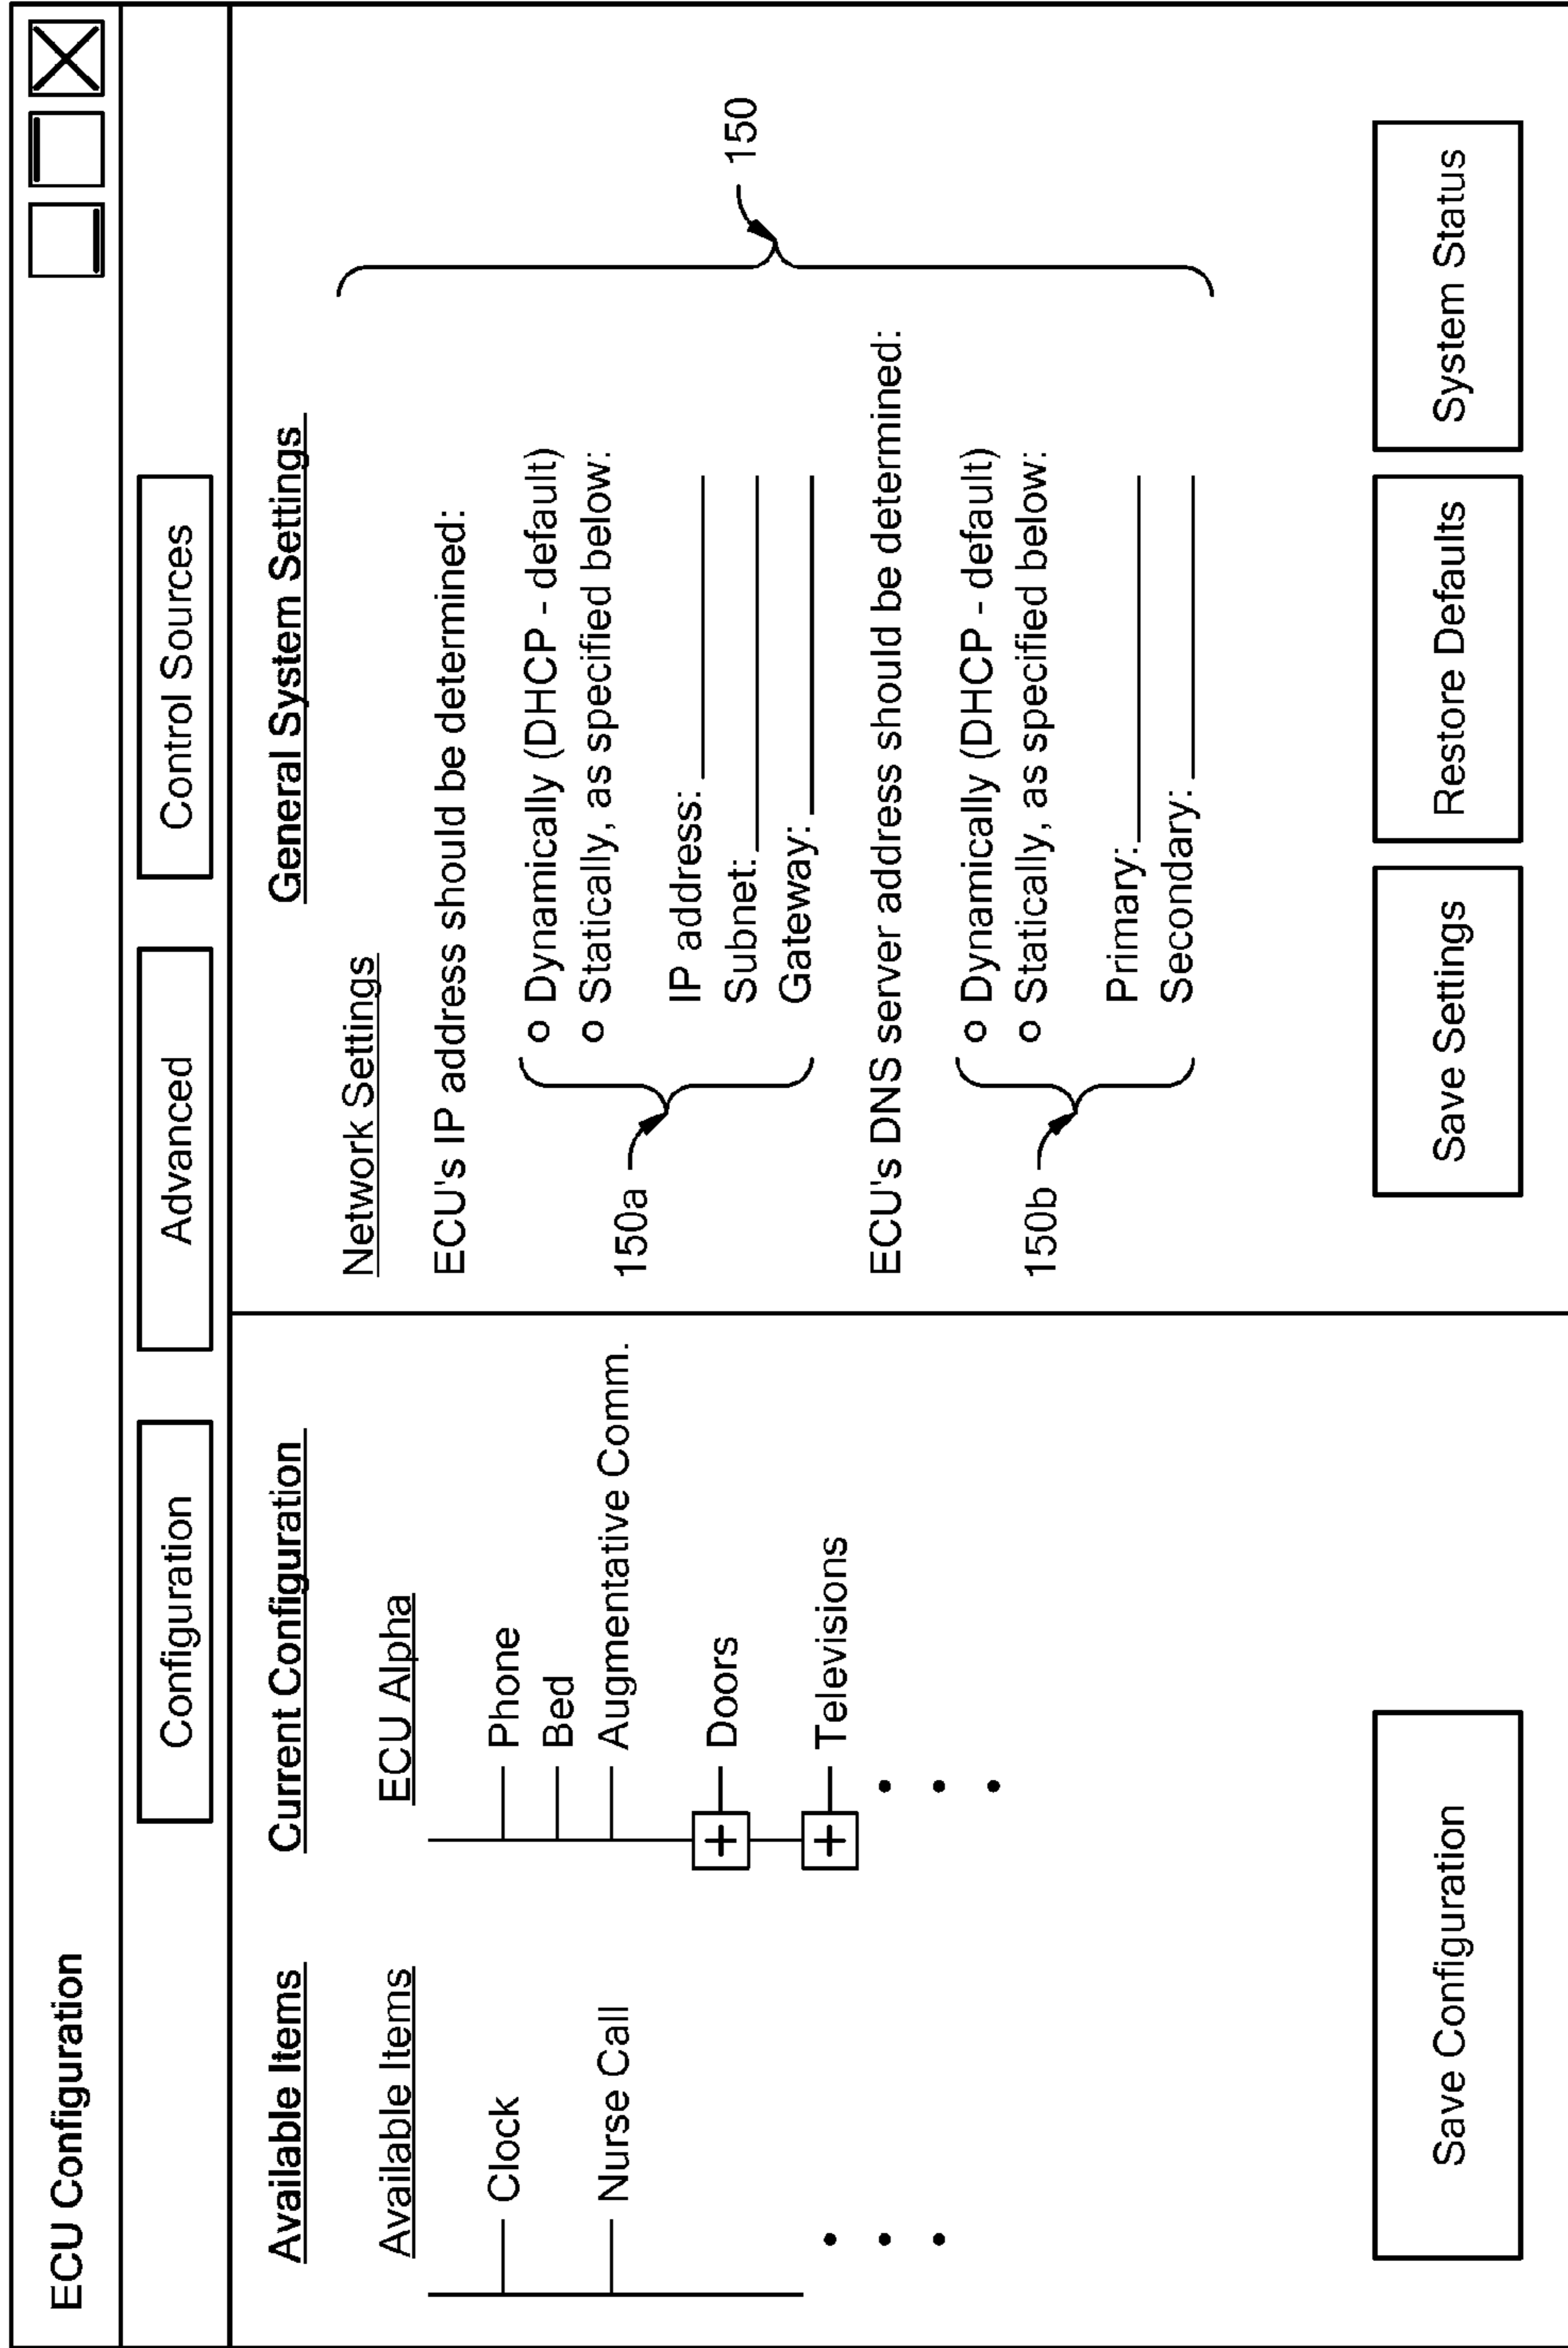 ECU Configuration
Configuration
Advanced
Control Sources
Available Items
Available Items
Clock
Nurse Call
Current Configuration
ECU Alpha
Phone
Bed
Augmentative Comm.
+ Doors
+ Televisions
Save Configuration
General System Settings
Network Settings
ECU's IP address should be determined:
o Dynamically (DHCP - default)
o Statically, as specified below:
IP address:
Subnet:
Gateway:
150a
ECU's DNS server address should be determined:
o Dynamically (DHCP - default)
o Statically, as specified below:
Primary:
Secondary:
150b
150
Save Settings
Restore Defaults
System Status